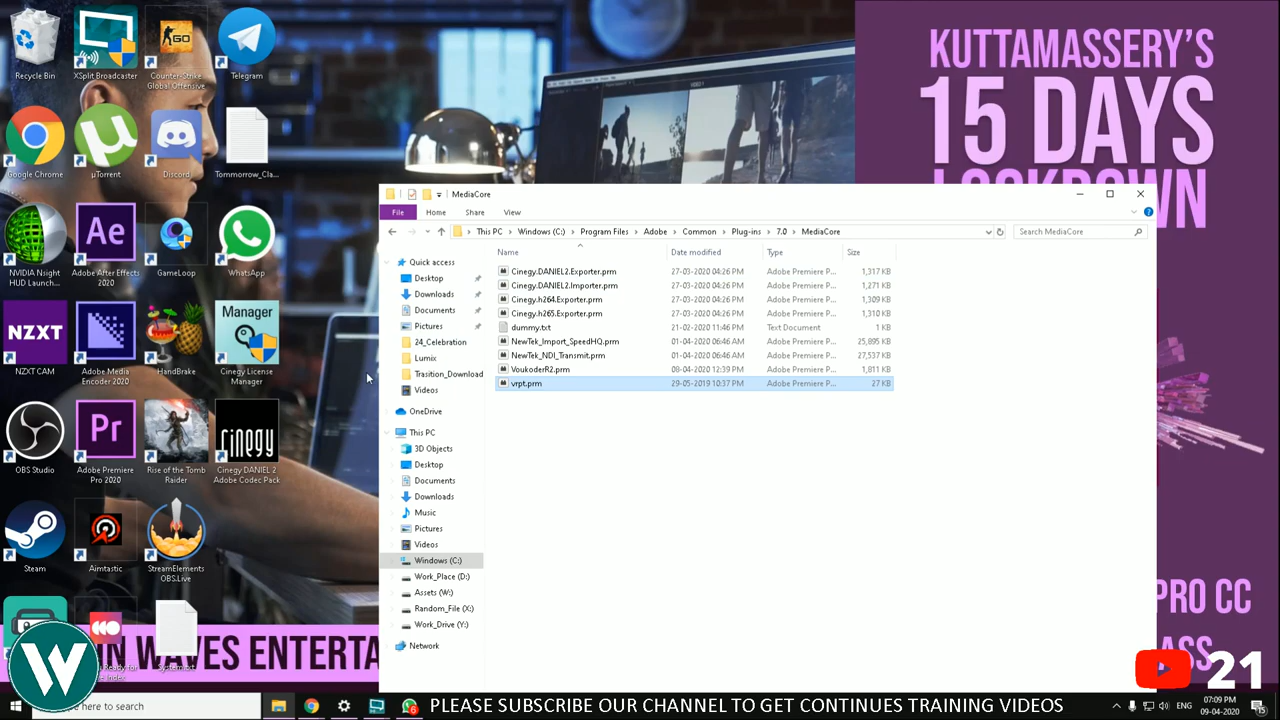 Recycle Bin
XSplit Broadcaster
Counter-Strike
Global Offensive
Telegram
Google Chrome
µTorrent
Discord
Tommorrow_Cla...
NVIDIA Nsight
HUD Launch...
Adobe After Effects
2020
GameLoop
WhatsApp
NZXT CAM
Adobe Media
Encoder 2020
HandBrake
Manager
Cinegy License
Manager
OBS Studio
Adobe Premiere
Pro 2020
Rise of the Tomb
Raider
cinegy
Cinegy DANIEL 2
Adobe Codec Pack
Steam
Aimtastic
StreamElements
OBS.Live
System.txt
KUTTAMASSERY'S
15 DAYS
LOCKDOWN
PRO CC
MediaCore
File Home Share View
This PC > Windows (C:) > Program Files > Adobe > Common > Plug-ins > 7.0 > MediaCore
Search MediaCore
Name Date modified Type Size
Cinegy.DANIEL2.Exporter.prm 27-03-2020 04:26 PM Adobe Premiere P... 1,317 KB
Cinegy.DANIEL2.Importer.prm 27-03-2020 04:26 PM Adobe Premiere P... 1,271 KB
Cinegy.h264.Exporter.prm 27-03-2020 04:26 PM Adobe Premiere P... 1,309 KB
Cinegy.h265.Exporter.prm 27-03-2020 04:26 PM Adobe Premiere P... 1,310 KB
dummy.txt 21-02-2020 11:46 PM Text Document 1 KB
NewTek_Import_SpeedHQ.prm 01-04-2020 06:46 AM Adobe Premiere P... 25,895 KB
NewTek_NDI_Transmit.prm 01-04-2020 06:46 AM Adobe Premiere P... 27,537 KB
VoukoderR2.prm 08-04-2020 12:39 PM Adobe Premiere P... 1,811 KB
vrpt.prm 29-05-2019 10:37 PM Adobe Premiere P... 27 KB
Quick access
Desktop
Downloads
Documents
Pictures
24_Celebration
Lumix
Trasition_Download
Videos
OneDrive
This PC
3D Objects
Desktop
Documents
Downloads
Music
Pictures
Videos
Windows (C:)
Work_Place (D:)
Assets (W:)
Random_File (X:)
Work_Drive (Y:)
Network
N WAVES ENTERTA
W
21
here to search
PLEASE SUBSCRIBE OUR CHANNEL TO GET CONTINUES TRAINING VIDEOS
ENG
07:09 PM
09-04-2020